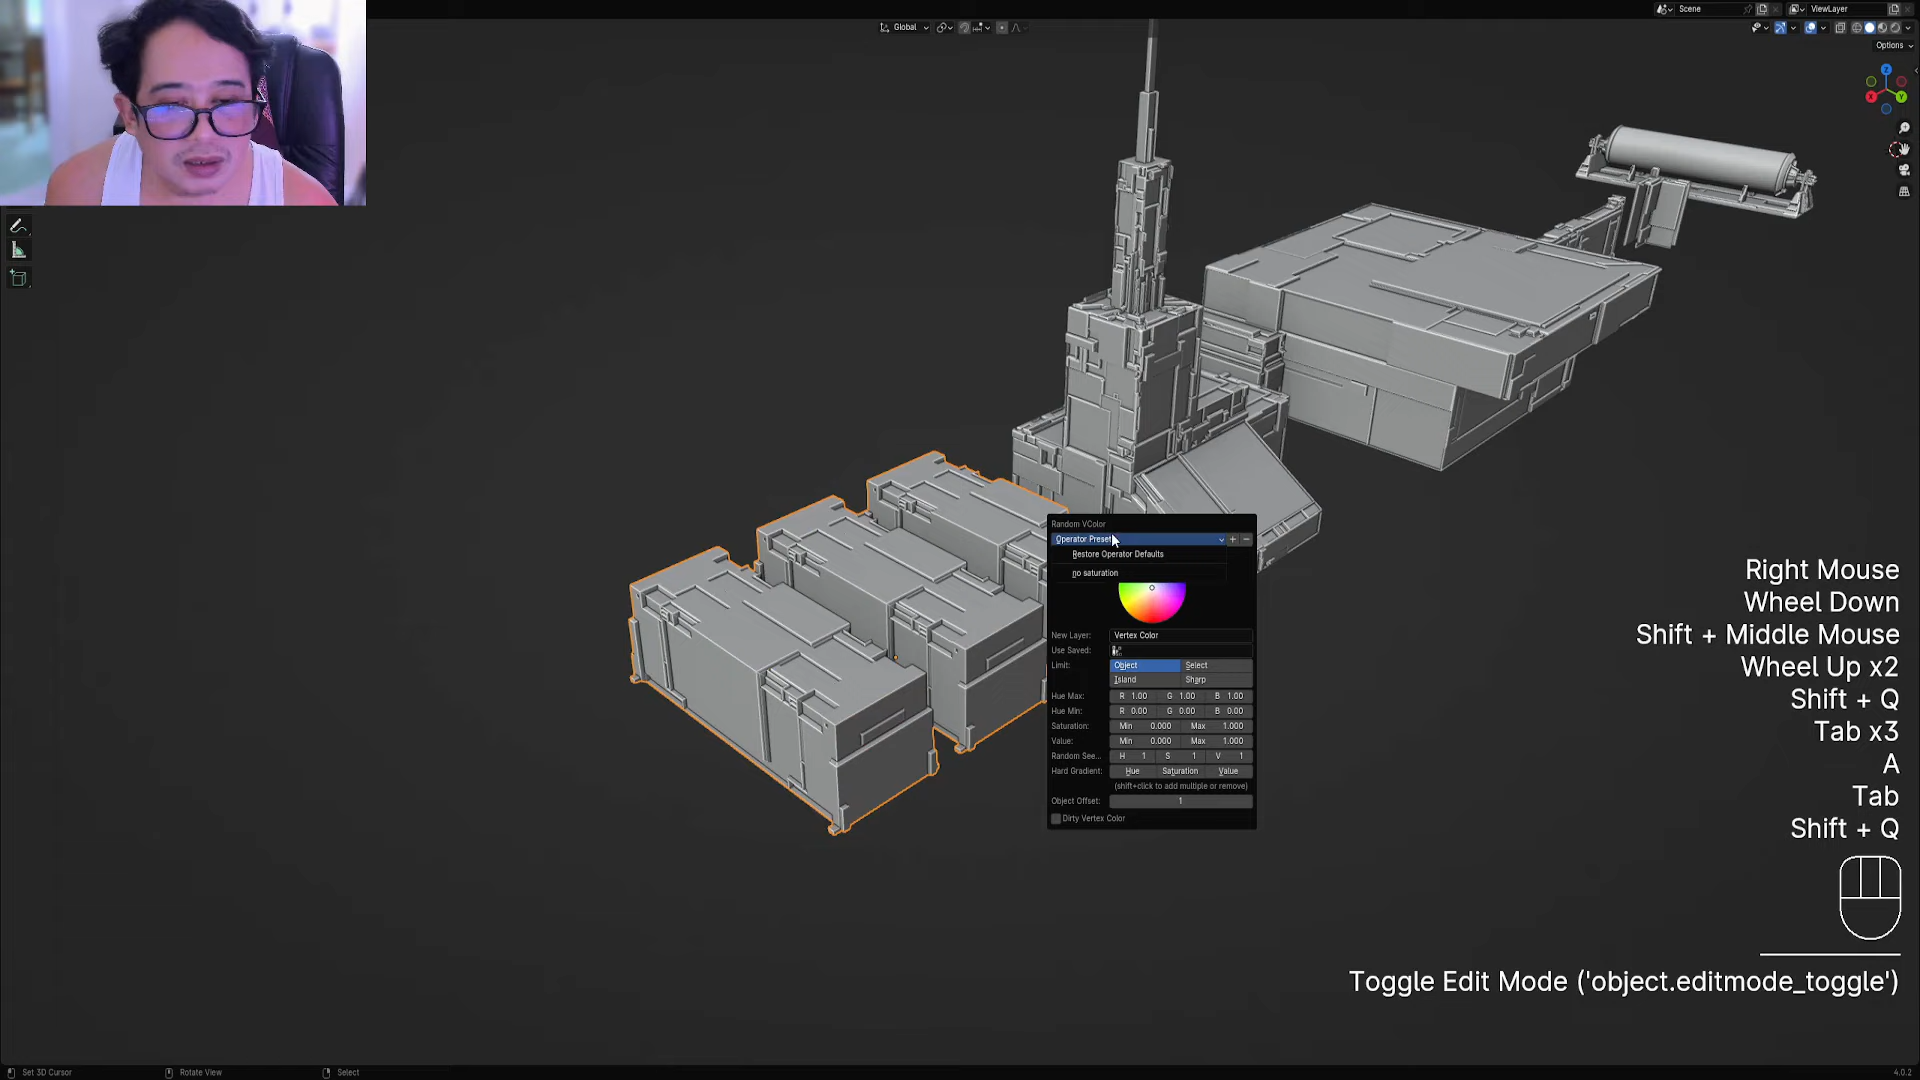 Global
Scene
ViewLayer
Options
Z
X
Y
Random VColor
Operator Preset
Restore Operator Defaults
no saturation
New Layer: Vertex Color
Use Saved:
Limit: Object Select
Island Sharp
Hue Max: R 1.00 G 1.00 B 1.00
Hue Min: R 0.00 G 0.00 B 0.00
Saturation: Min 0.000 Max 1.000
Value: Min 0.000 Max 1.000
Random See... H 1 S 1 V 1
Hard Gradient: Hue Saturation Value
(shift+click to add multiple or remove)
Object Offset: 1
Dirty Vertex Color
Right Mouse
Wheel Down
Shift + Middle Mouse
Wheel Up x2
Shift + Q
Tab x3
A
Tab
Shift + Q
Toggle Edit Mode ('object.editmode_toggle')
Set 3D Cursor
Rotate View
Select
4.0.2